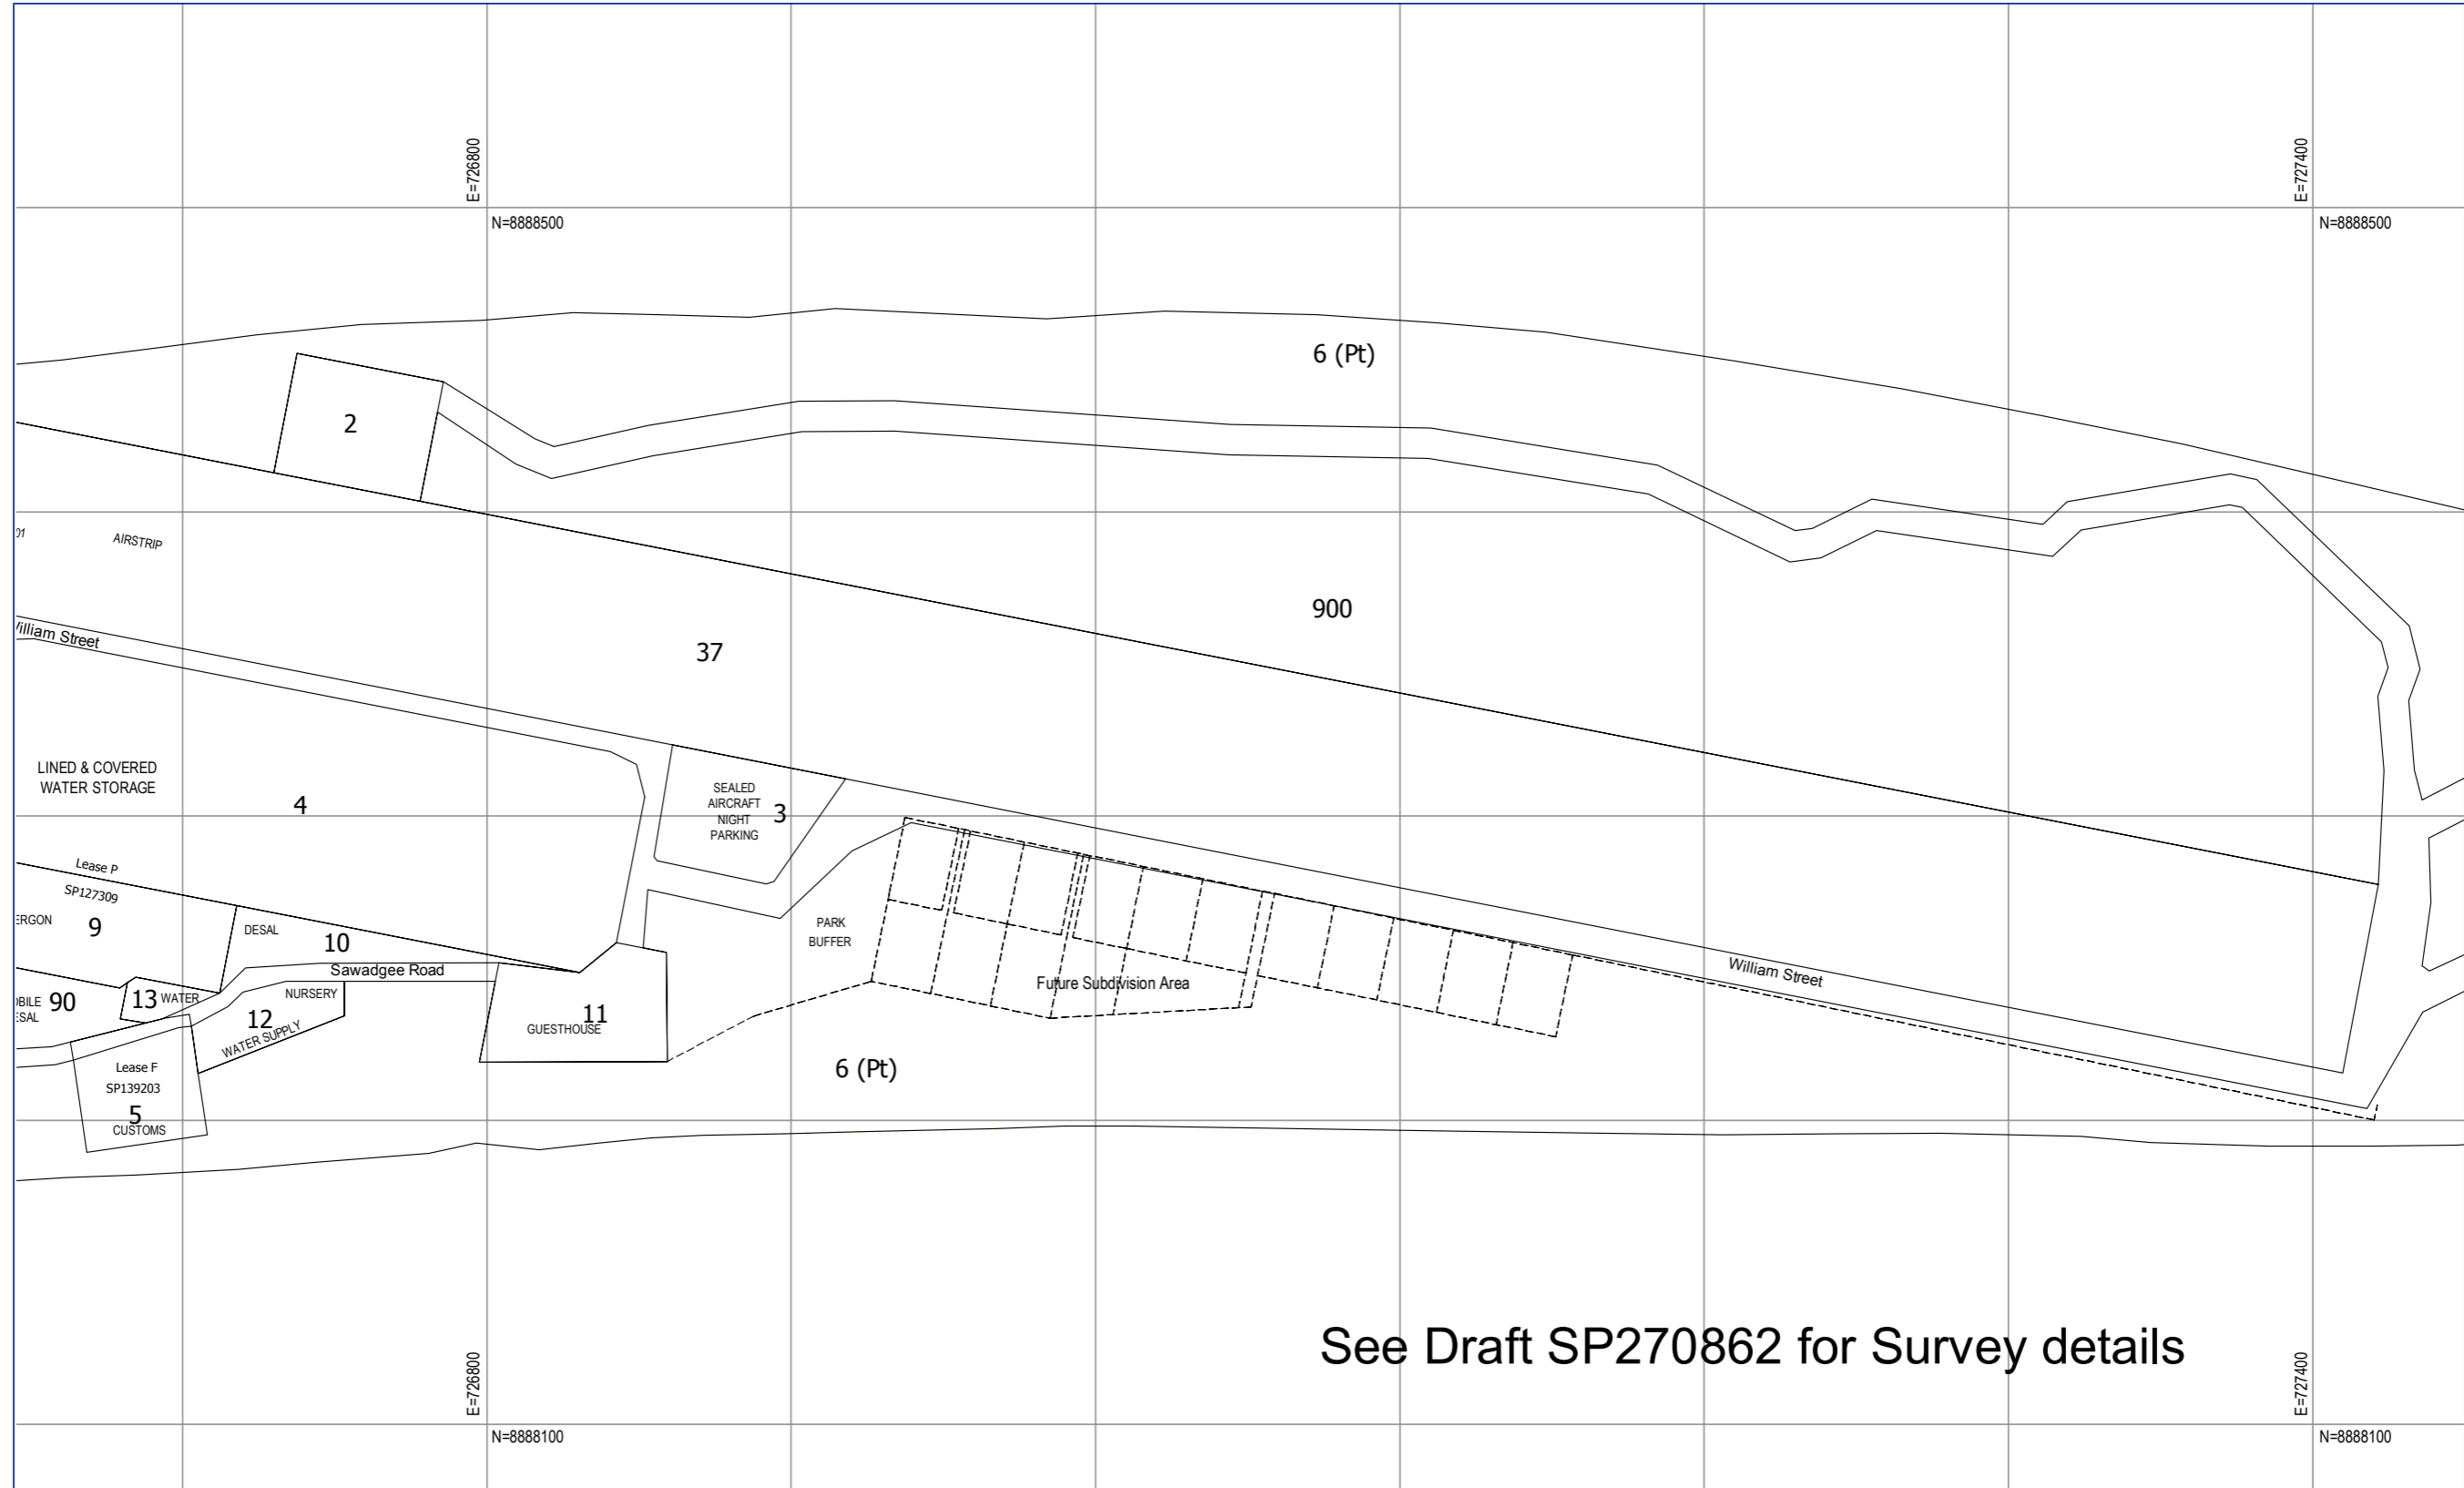 E=726800
E=727400
N=8888500
N=8888500
6 (Pt)
2
01
AIRSTRIP
900
William Street
37
LINED & COVERED
WATER STORAGE
4
SEALED
AIRCRAFT
NIGHT
PARKING
3
Lease P
SP127309
ERGON
9
DESAL
10
PARK
BUFFER
Sawadgee Road
William Street
Future Subdivision Area
NURSERY
90
13
WATER
12
WATER SUPPLY
11
GUESTHOUSE
Lease F
SP139203
5
CUSTOMS
6 (Pt)
See Draft SP270862 for Survey details
E=726800
E=727400
N=8888100
N=8888100